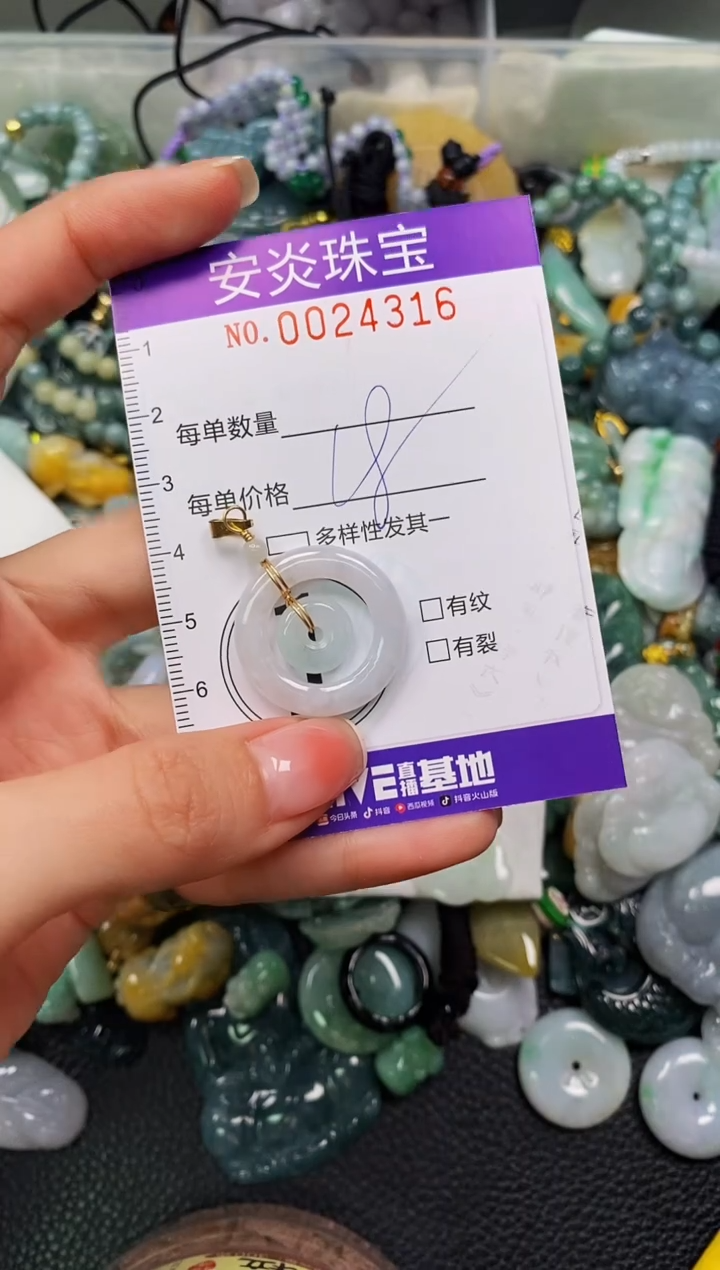 安炎珠宝
NO.0024316
1
2
每单数量
3
每单价格
4
多样性发其一
5
有纹
有裂
6
直播基地
今日头条 抖音 西瓜视频 抖音火山版